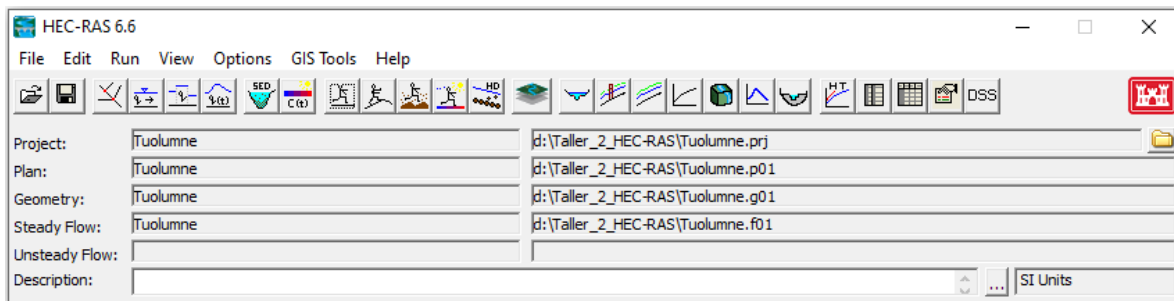 HEC-RAS 6.6
File Edit Run View Options GIS Tools Help
SED C(t) HD HT DSS
Project: Tuolumne d:\Taller_2_HEC-RAS\Tuolumne.prj
Plan: Tuolumne d:\Taller_2_HEC-RAS\Tuolumne.p01
Geometry: Tuolumne d:\Taller_2_HEC-RAS\Tuolumne.g01
Steady Flow: Tuolumne d:\Taller_2_HEC-RAS\Tuolumne.f01
Unsteady Flow:
Description: ... SI Units